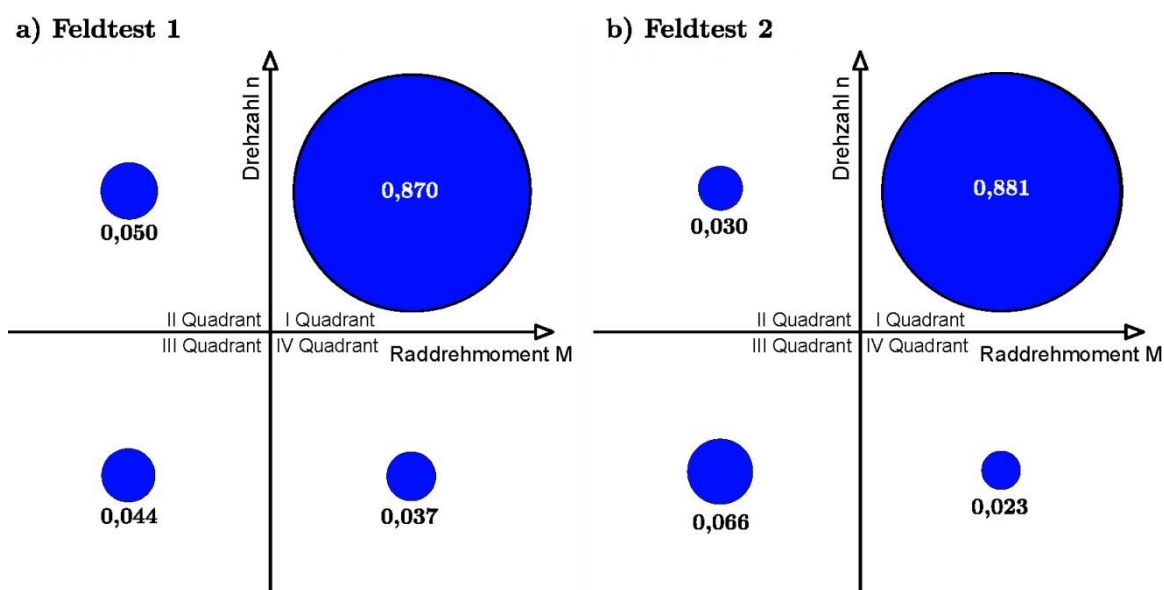 a) Feldtest 1
Drehzahl n
0,870
0,050
II Quadrant
I Quadrant
III Quadrant
IV Quadrant
Raddrehmoment M
0,044
0,037
b) Feldtest 2
Drehzahl n
0,881
0,030
II Quadrant
I Quadrant
III Quadrant
IV Quadrant
Raddrehmoment M
0,066
0,023